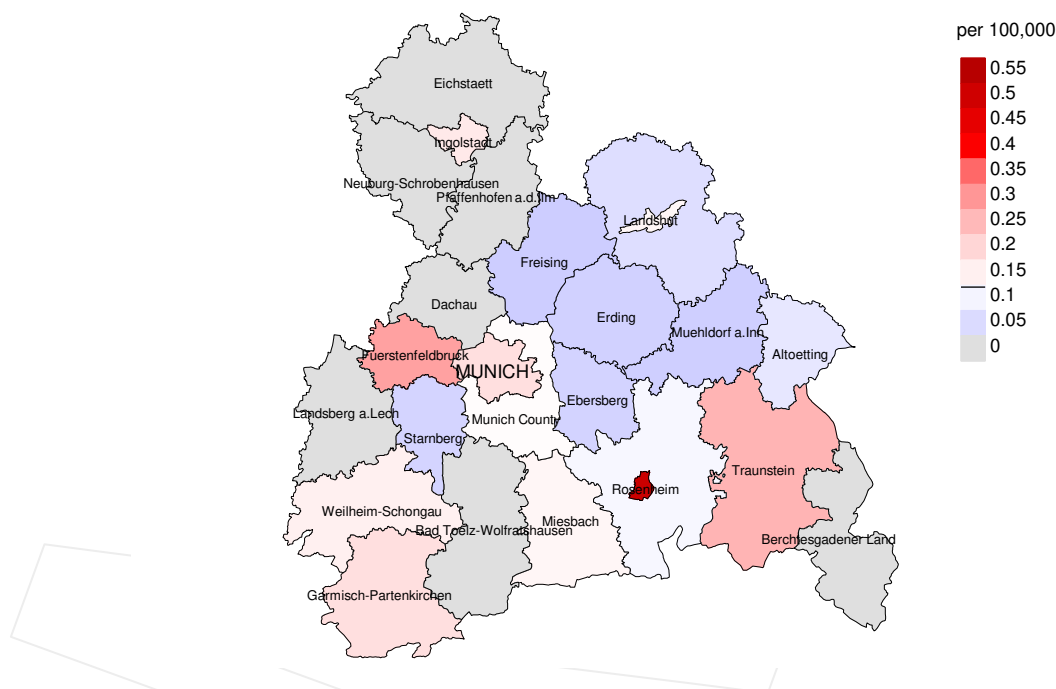 per 100,000
0.55
0.5
0.45
0.4
0.35
0.3
0.25
0.2
0.15
0.1
0.05
0
Eichstaett
Ingolstadt
Neuburg-Schrobenhausen
Pfaffenhofen a.d.Ilm
Landshut
Freising
Dachau
Erding
Muehldorf a.Inn
Altoetting
Fuerstenfeldbruck
MUNICH
Ebersberg
Landsberg a.Lech
Munich County
Starnberg
Traunstein
Rosenheim
Weilheim-Schongau
Miesbach
Bad Toelz-Wolfratshausen
Berchtesgadener Land
Garmisch-Partenkirchen